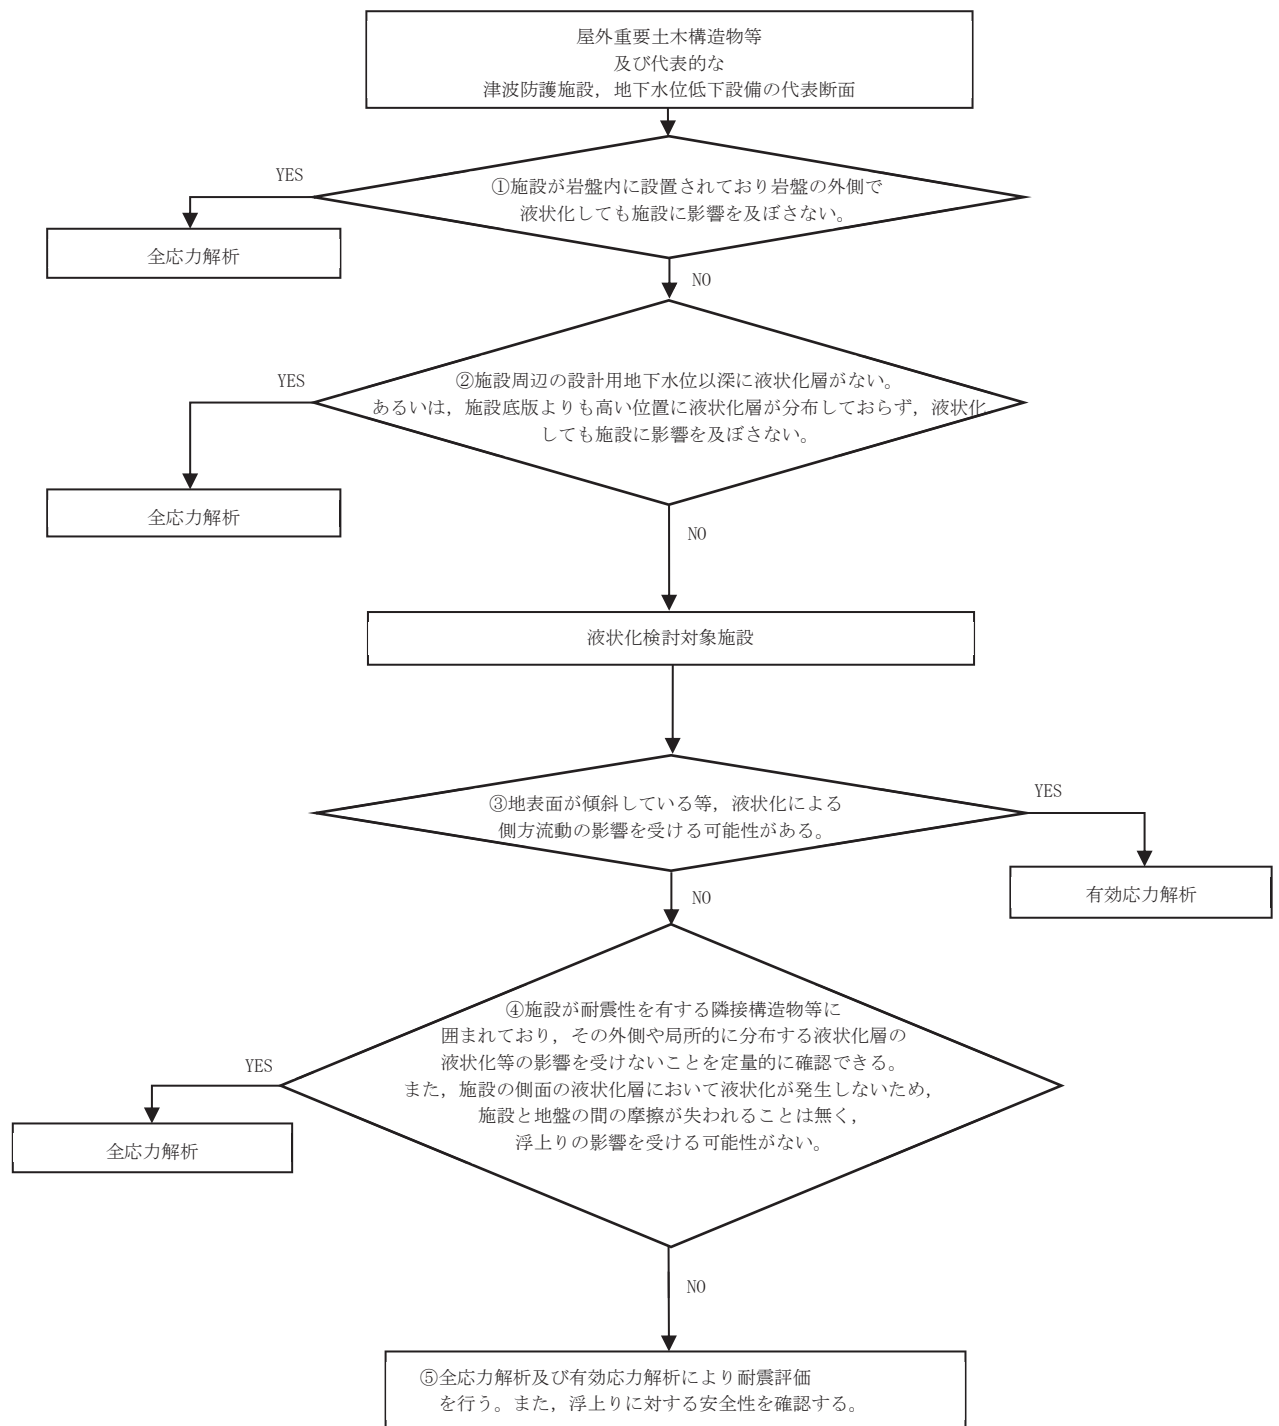 屋外重要土木構造物等
及び代表的な
津波防護施設，地下水位低下設備の代表断面
YES
①施設が岩盤内に設置されており岩盤の外側で
液状化しても施設に影響を及ぼさない。
全応力解析
NO
YES
②施設周辺の設計用地下水位以深に液状化層がない。
あるいは，施設底版よりも高い位置に液状化層が分布しておらず，液状化
しても施設に影響を及ぼさない。
全応力解析
NO
液状化検討対象施設
YES
③地表面が傾斜している等，液状化による
側方流動の影響を受ける可能性がある。
有効応力解析
NO
④施設が耐震性を有する隣接構造物等に
囲まれており，その外側や局所的に分布する液状化層の
液状化等の影響を受けないことを定量的に確認できる。
YES
また，施設の側面の液状化層において液状化が発生しないため，
施設と地盤の間の摩擦が失われることは無く，
浮上りの影響を受ける可能性がない。
全応力解析
NO
⑤全応力解析及び有効応力解析により耐震評価
を行う。また，浮上りに対する安全性を確認する。